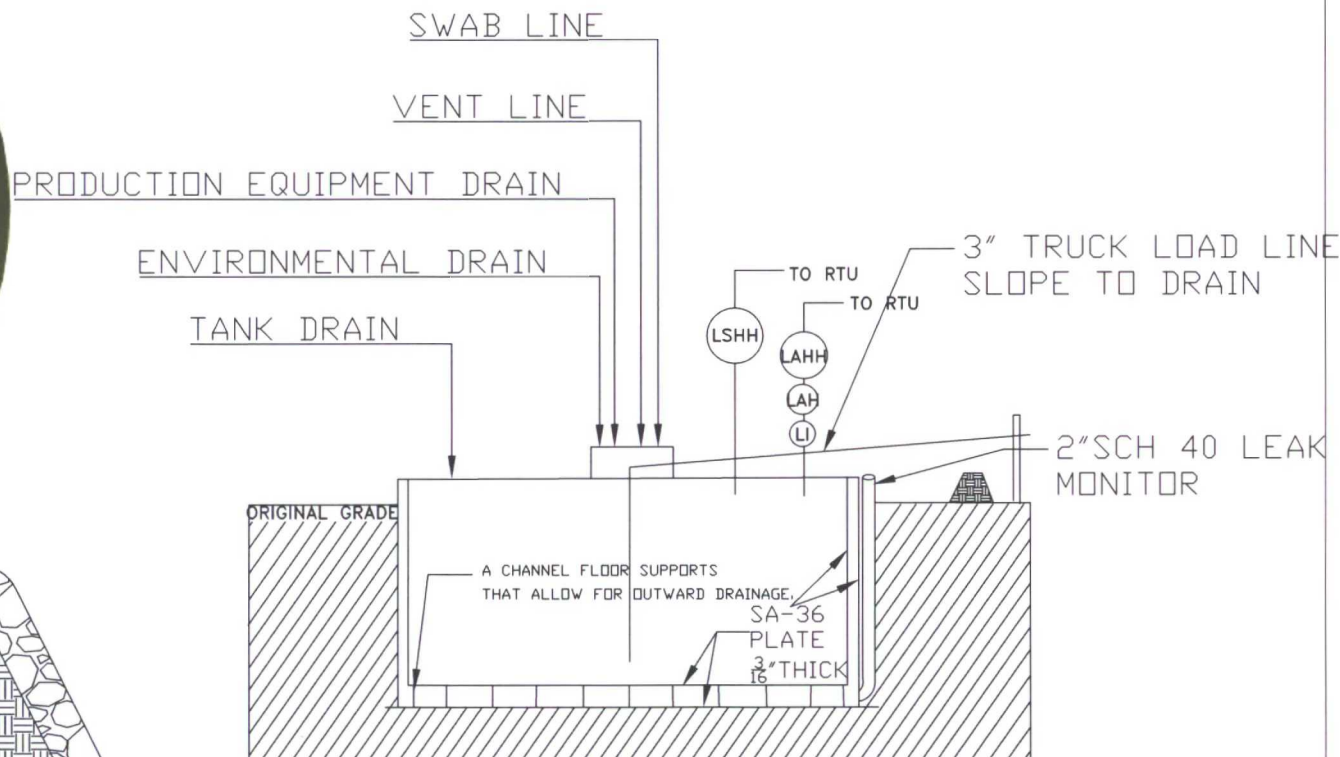 SWAB LINE
VENT LINE
PRODUCTION EQUIPMENT DRAIN
ENVIRONMENTAL DRAIN
TANK DRAIN
3" TRUCK LOAD LINE
SLOPE TO DRAIN
TO RTU
TO RTU
LSHH
LAHH
LAH
LI
2"SCH 40 LEAK
MONITOR
ORIGINAL GRADE
A CHANNEL FLOOR SUPPORTS
THAT ALLOW FOR OUTWARD DRAINAGE.
SA-36
PLATE
3/16"THICK